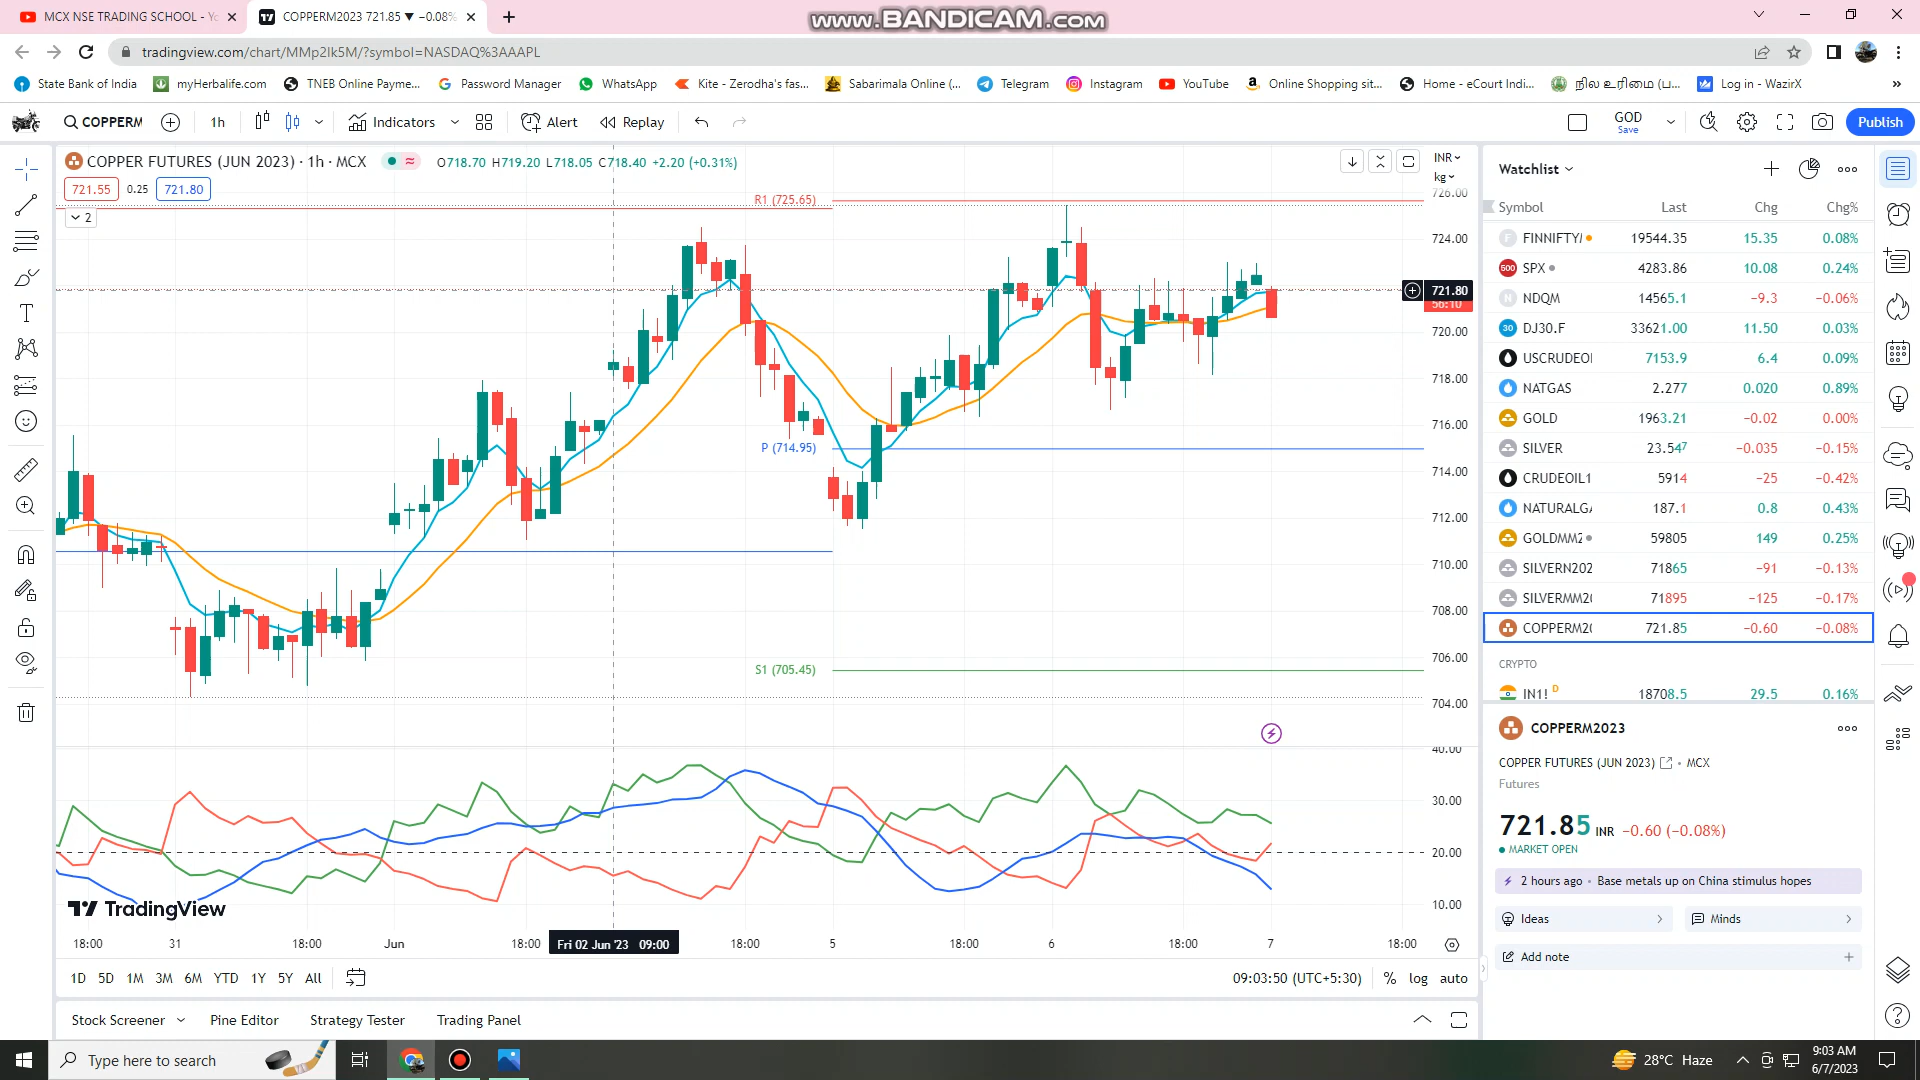 MCX NSE TRADING SCHOOL - Yo
COPPERM2023 721.85 ▼ −0.08%
www.BANDICAM.com
tradingview.com/chart/MMp2lk5M/?symbol=NASDAQ%3AAAPL
State Bank of India
myHerbalife.com
TNEB Online Payme...
Password Manager
WhatsApp
Kite - Zerodha's fas...
Sabarimala Online (...
Telegram
Instagram
YouTube
Online Shopping sit...
Home - eCourt Indi...
நில உரிமை (ப...
Log in - WazirX
»
COPPERM
1h
Indicators
Alert
Replay
GOD
Save
Publish
COPPER FUTURES (JUN 2023) · 1h · MCX
O718.70 H719.20 L718.05 C718.40 +2.20 (+0.31%)
721.55
0.25
721.80
2
INR
kg
R1 (725.65)
P (714.95)
S1 (705.45)
726.00
724.00
721.80
56:10
720.00
718.00
716.00
714.00
712.00
710.00
708.00
706.00
704.00
40.00
30.00
20.00
10.00
TradingView
18:00
31
18:00
Jun
18:00
Fri 02 Jun '23 09:00
18:00
5
18:00
6
18:00
7
18:00
1D 5D 1M 3M 6M YTD 1Y 5Y All
09:03:50 (UTC+5:30)
% log auto
Stock Screener
Pine Editor
Strategy Tester
Trading Panel
Watchlist
Symbol Last Chg Chg%
FINNIFTY 19544.35 15.35 0.08%
500 SPX 4283.86 10.08 0.24%
N NDQM 14565.1 −9.3 −0.06%
30 DJ30.F 33621.00 11.50 0.03%
USCRUDEOI 7153.9 6.4 0.09%
NATGAS 2.277 0.020 0.89%
GOLD 1963.21 −0.02 0.00%
SILVER 23.547 −0.035 −0.15%
CRUDEOIL1 5914 −25 −0.42%
NATURALGA 187.1 0.8 0.43%
GOLDMM2 59805 149 0.25%
SILVERN202 71865 −91 −0.13%
SILVERMM20 71895 −125 −0.17%
COPPERM20 721.85 −0.60 −0.08%
CRYPTO
IN1! D 18708.5 29.5 0.16%
COPPERM2023
COPPER FUTURES (JUN 2023) • MCX
Futures
721.85 INR −0.60 (−0.08%)
MARKET OPEN
2 hours ago • Base metals up on China stimulus hopes
Ideas
Minds
Add note
Type here to search
28°C Haze
9:03 AM
6/7/2023